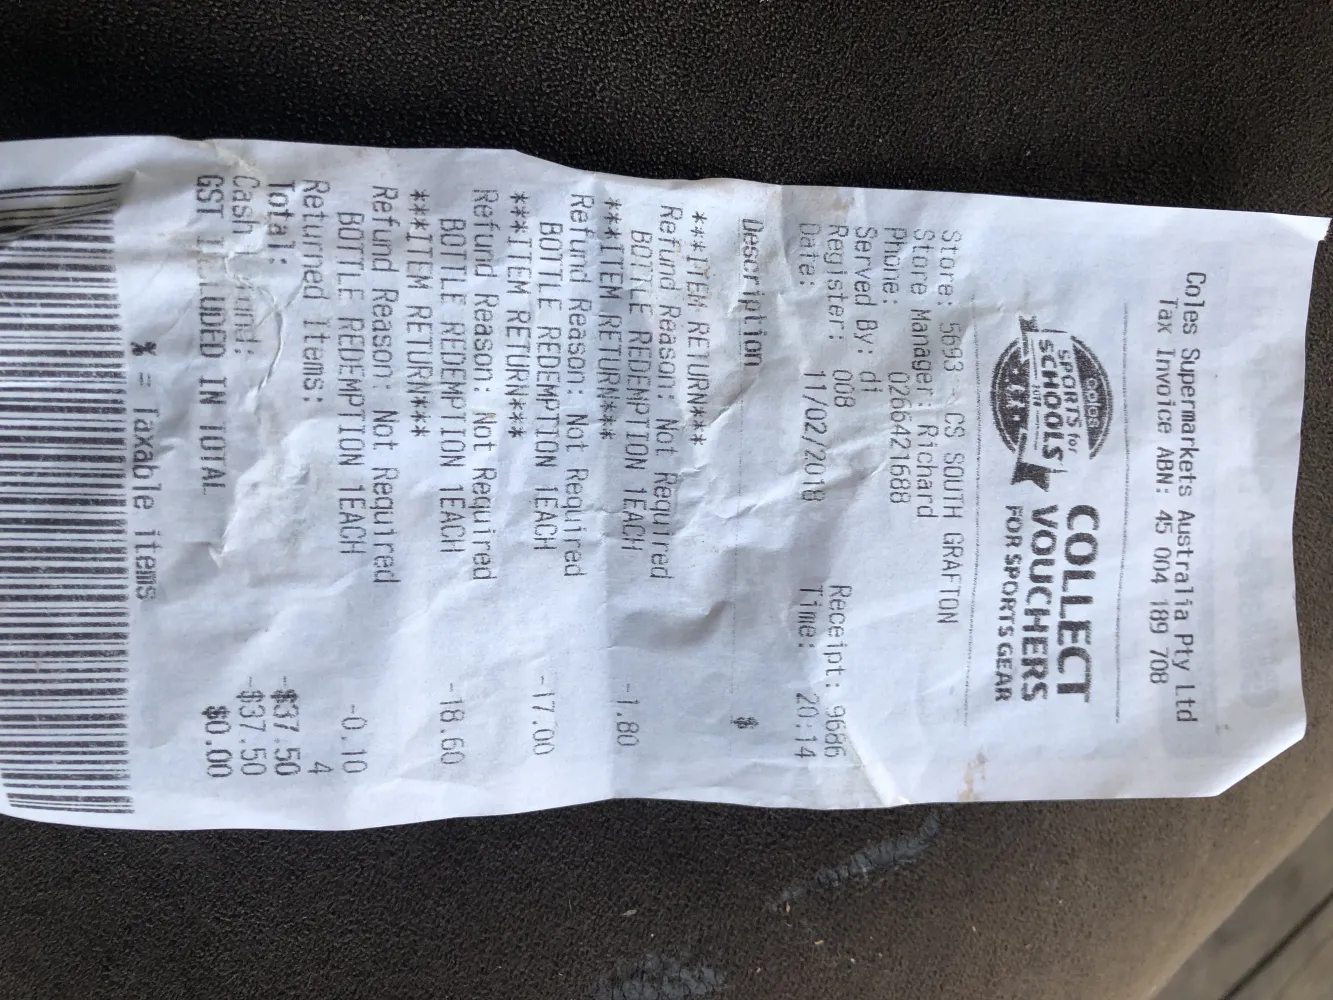 Coles Supermarkets Australia Pty Ltd
Tax Invoice ABN: 45 004 189 708
coles
SPORTS for
SCHOOLS
COLLECT
VOUCHERS
FOR SPORTS GEAR
Store: 5693 - CS SOUTH GRAFTON
Store Manager: Richard
Phone: 0266421688
Served By: di
Register: 008 Receipt: 9686
Date: 11/02/2018 Time: 20:14
Description $
***ITEM RETURN***
Refund Reason: Not Required
BOTTLE REDEMPTION 1EACH -1.80
***ITEM RETURN***
Refund Reason: Not Required
BOTTLE REDEMPTION 1EACH -17.00
***ITEM RETURN***
Refund Reason: Not Required
BOTTLE REDEMPTION 1EACH -18.60
***ITEM RETURN***
Refund Reason: Not Required
BOTTLE REDEMPTION 1EACH -0.10
Returned Items: 4
Total: -$37.50
Cash -$37.50
GST INCLUDED IN TOTAL $0.00
% = Taxable items